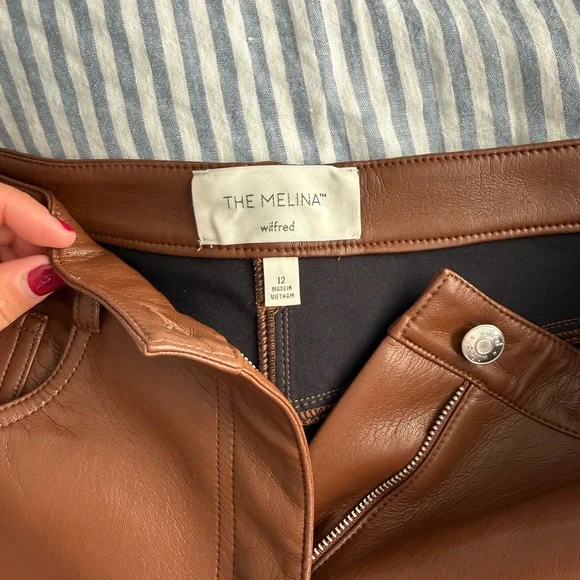 THE MELINA™
wilfred
12
MADE IN
VIETNAM